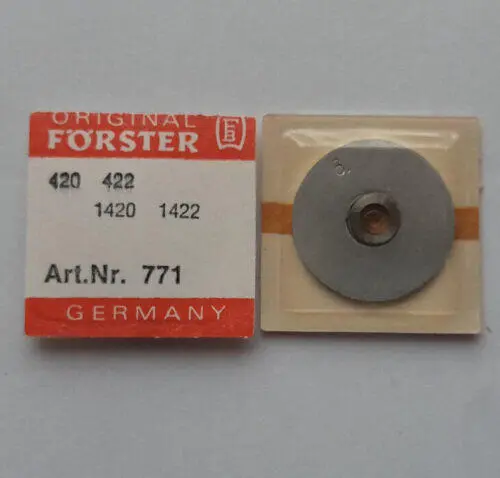 ORIGINAL
FÖRSTER
420 422
1420 1422
Art.Nr. 771
GERMANY